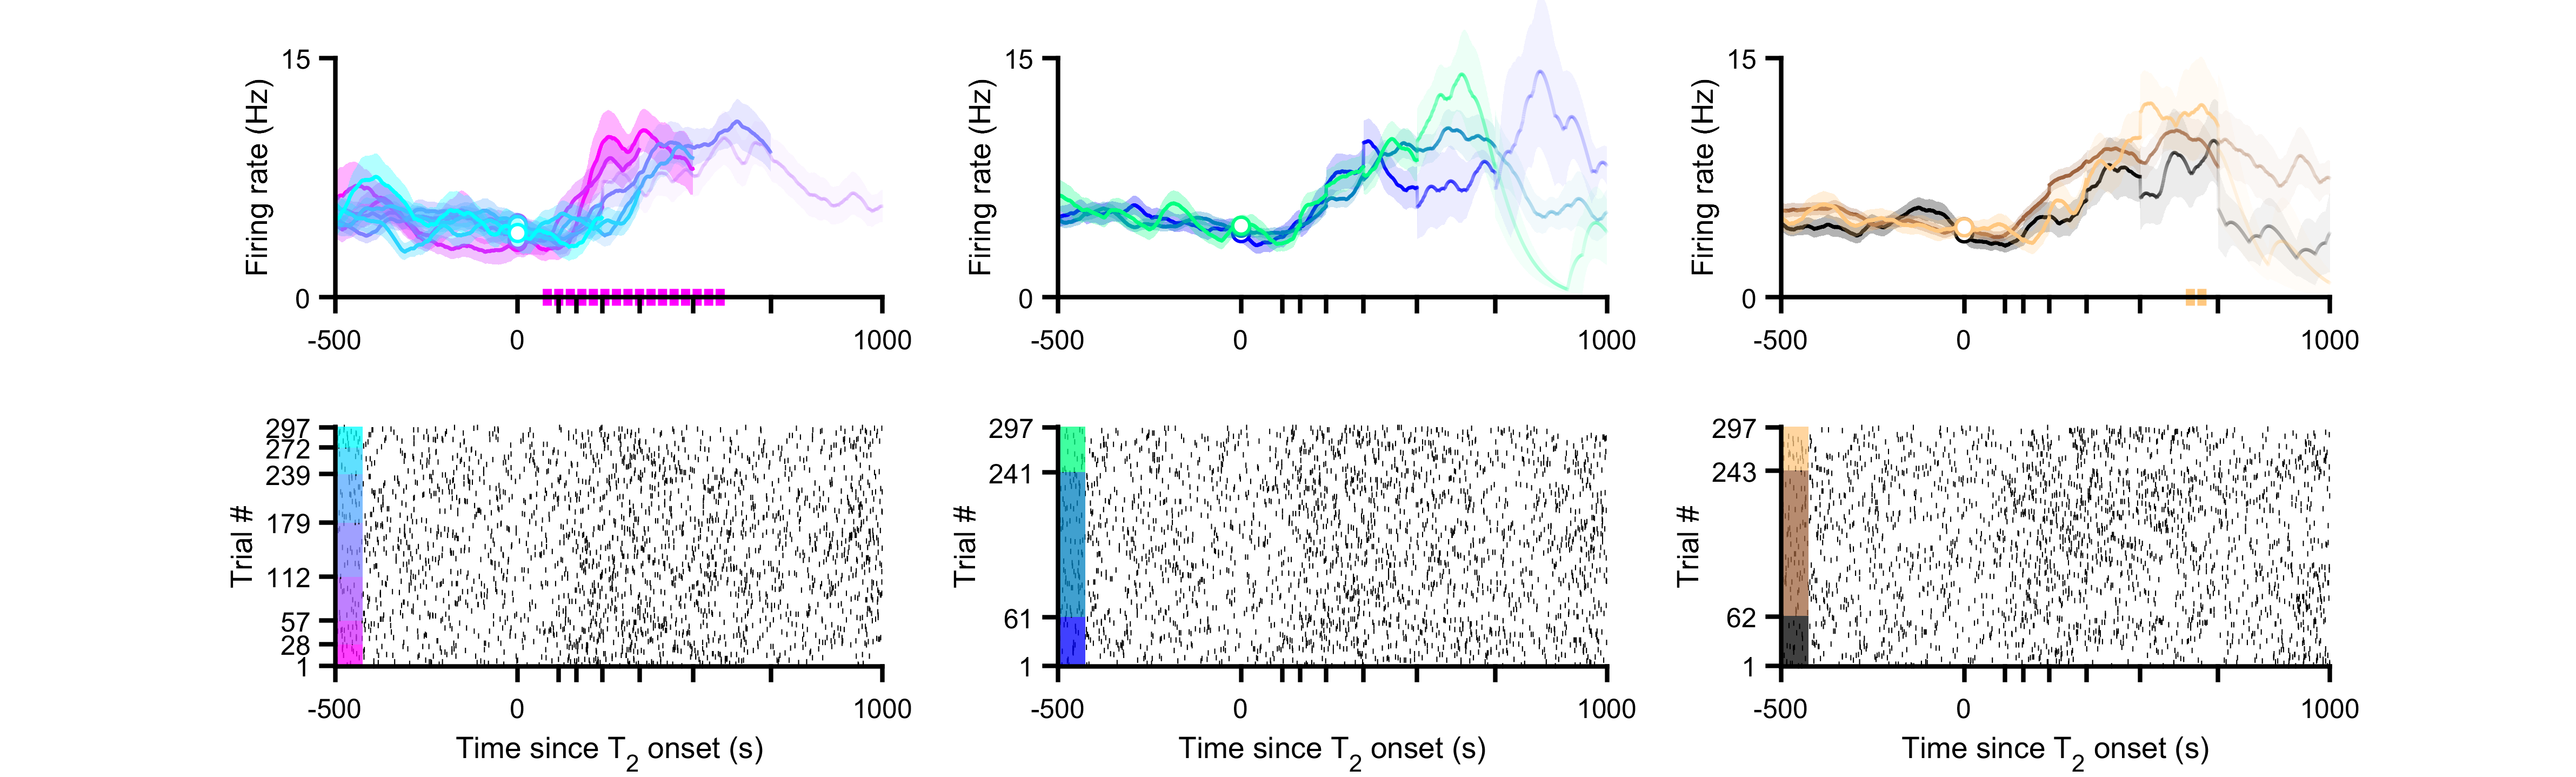 15
Firing rate (Hz)
0
-500 0 1000
15
Firing rate (Hz)
0
-500 0 1000
15
Firing rate (Hz)
0
-500 0 1000
297
272
239
179
112
57
28
1
Trial #
-500 0 1000
Time since T2 onset (s)
297
241
61
1
Trial #
-500 0 1000
Time since T2 onset (s)
297
243
62
1
Trial #
-500 0 1000
Time since T2 onset (s)